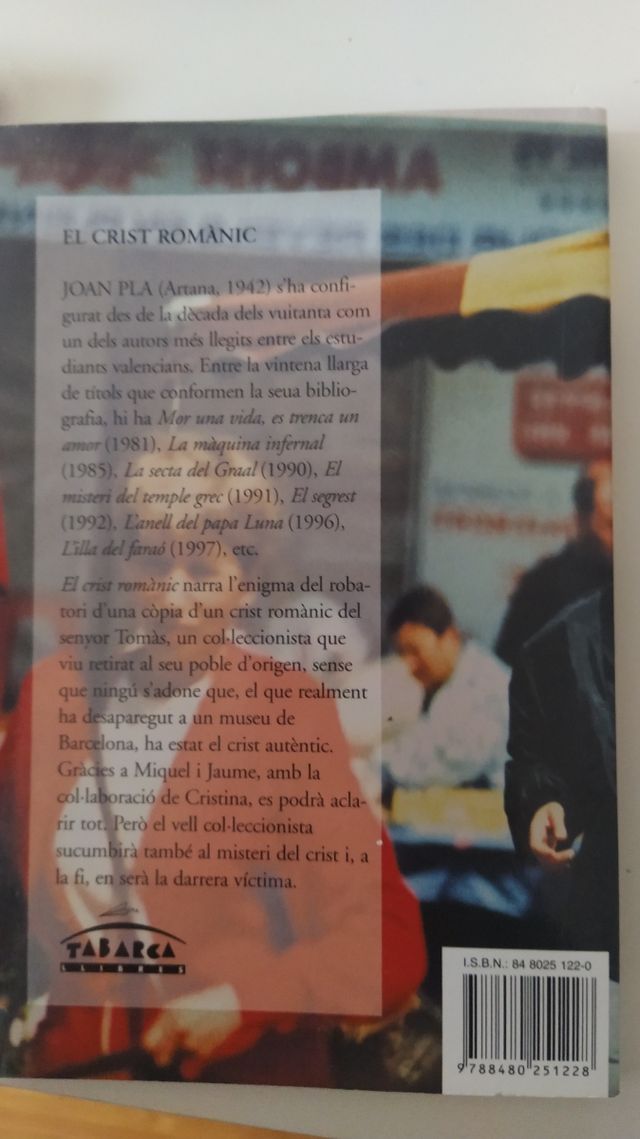 EL CRIST ROMÀNIC
JOAN PLA (Artana, 1942) s'ha confi-
gurat des de la dècada dels vuitanta com
un dels autors més llegits entre els estu-
diants valencians. Entre la vintena llarga
de títols que conformen la seua biblio-
grafia, hi ha Mor una vida, es trenca un
amor (1981), La màquina infernal
(1985), La secta del Graal (1990), El
misteri del temple grec (1991), El segrest
(1992), L'anell del papa Luna (1996),
L'illa del faraó (1997), etc.
El crist romànic narra l'enigma del roba-
tori d'una còpia d'un crist romànic del
senyor Tomàs, un col·leccionista que
viu retirat al seu poble d'origen, sense
que ningú s'adone que, el que realment
ha desaparegut a un museu de
Barcelona, ha estat el crist autèntic.
Gràcies a Miquel i Jaume, amb la
col·laboració de Cristina, es podrà acla-
rir tot. Però el vell col·leccionista
sucumbirà també al misteri del crist i, a
la fi, en serà la darrera víctima.
TABARCA
LLIBRES
I.S.B.N.: 84 8025 122-0
9 788480 251228